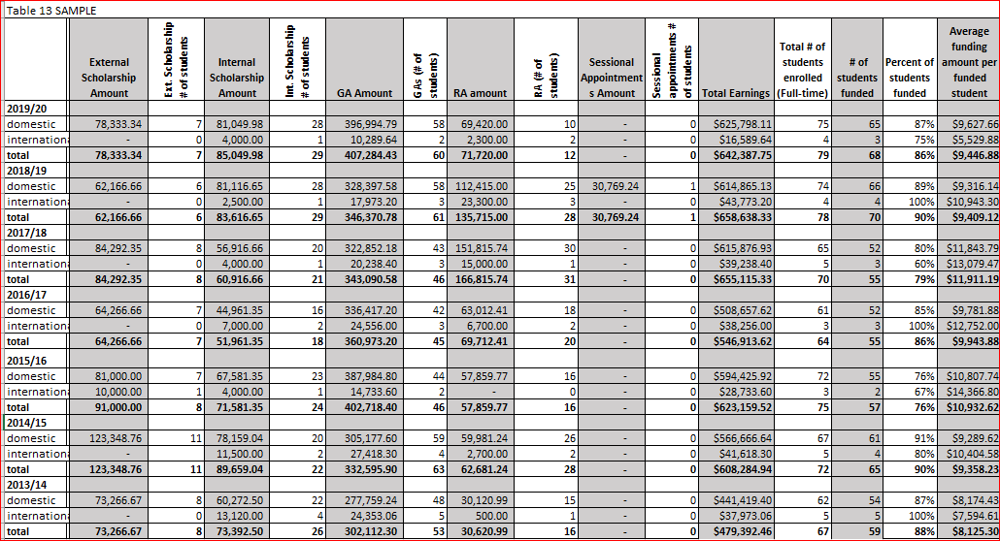 Table 13 SAMPLE
External Scholarship Amount | Ext. Scholarship # of students | Internal Scholarship Amount | Int. Scholarship # of students | GA Amount | GAs (# of students) | RA amount | RA (# of students) | Sessional Appointment s Amount | Sessional appointments # of students | Total Earnings | Total # of students enrolled (Full-time) | # of students funded | Percent of students funded | Average funding amount per funded student
2019/20
domestic 78,333.34 7 81,049.98 28 396,994.79 58 69,420.00 10 - 0 $625,798.11 75 65 87% $9,627.66
internationa - 0 4,000.00 1 10,289.64 2 2,300.00 2 - 0 $16,589.64 4 3 75% $5,529.88
total 78,333.34 7 85,049.98 29 407,284.43 60 71,720.00 12 - 0 $642,387.75 79 68 86% $9,446.88
2018/19
domestic 62,166.66 6 81,116.65 28 328,397.58 58 112,415.00 25 30,769.24 1 $614,865.13 74 66 89% $9,316.14
internationa - 0 2,500.00 1 17,973.20 3 23,300.00 3 - 0 $43,773.20 4 4 100% $10,943.30
total 62,166.66 6 83,616.65 29 346,370.78 61 135,715.00 28 30,769.24 1 $658,638.33 78 70 90% $9,409.12
2017/18
domestic 84,292.35 8 56,916.66 20 322,852.18 43 151,815.74 30 - 0 $615,876.93 65 52 80% $11,843.79
internationa - 0 4,000.00 1 20,238.40 3 15,000.00 1 - 0 $39,238.40 5 3 60% $13,079.47
total 84,292.35 8 60,916.66 21 343,090.58 46 166,815.74 31 - 0 $655,115.33 70 55 79% $11,911.19
2016/17
domestic 64,266.66 7 44,961.35 16 336,417.20 42 63,012.41 18 - 0 $508,657.62 61 52 85% $9,781.88
internationa - 0 7,000.00 2 24,556.00 3 6,700.00 2 - 0 $38,256.00 3 3 100% $12,752.00
total 64,266.66 7 51,961.35 18 360,973.20 45 69,712.41 20 - 0 $546,913.62 64 55 86% $9,943.88
2015/16
domestic 81,000.00 7 67,581.35 23 387,984.80 44 57,859.77 16 - 0 $594,425.92 72 55 76% $10,807.74
internationa 10,000.00 1 4,000.00 1 14,733.60 2 - 0 - 0 $28,733.60 3 2 67% $14,366.80
total 91,000.00 8 71,581.35 24 402,718.40 46 57,859.77 16 - 0 $623,159.52 75 57 76% $10,932.62
2014/15
domestic 123,348.76 11 78,159.04 20 305,177.60 59 59,981.24 26 - 0 $566,666.64 67 61 91% $9,289.62
internationa - 11,500.00 2 27,418.30 4 2,700.00 2 - 0 $41,618.30 5 4 80% $10,404.58
total 123,348.76 11 89,659.04 22 332,595.90 63 62,681.24 28 - 0 $608,284.94 72 65 90% $9,358.23
2013/14
domestic 73,266.67 8 60,272.50 22 277,759.24 48 30,120.99 15 - 0 $441,419.40 62 54 87% $8,174.43
internationa - 0 13,120.00 4 24,353.06 5 500.00 1 - 0 $37,973.06 5 5 100% $7,594.61
total 73,266.67 8 73,392.50 26 302,112.30 53 30,620.99 16 - 0 $479,392.46 67 59 88% $8,125.30